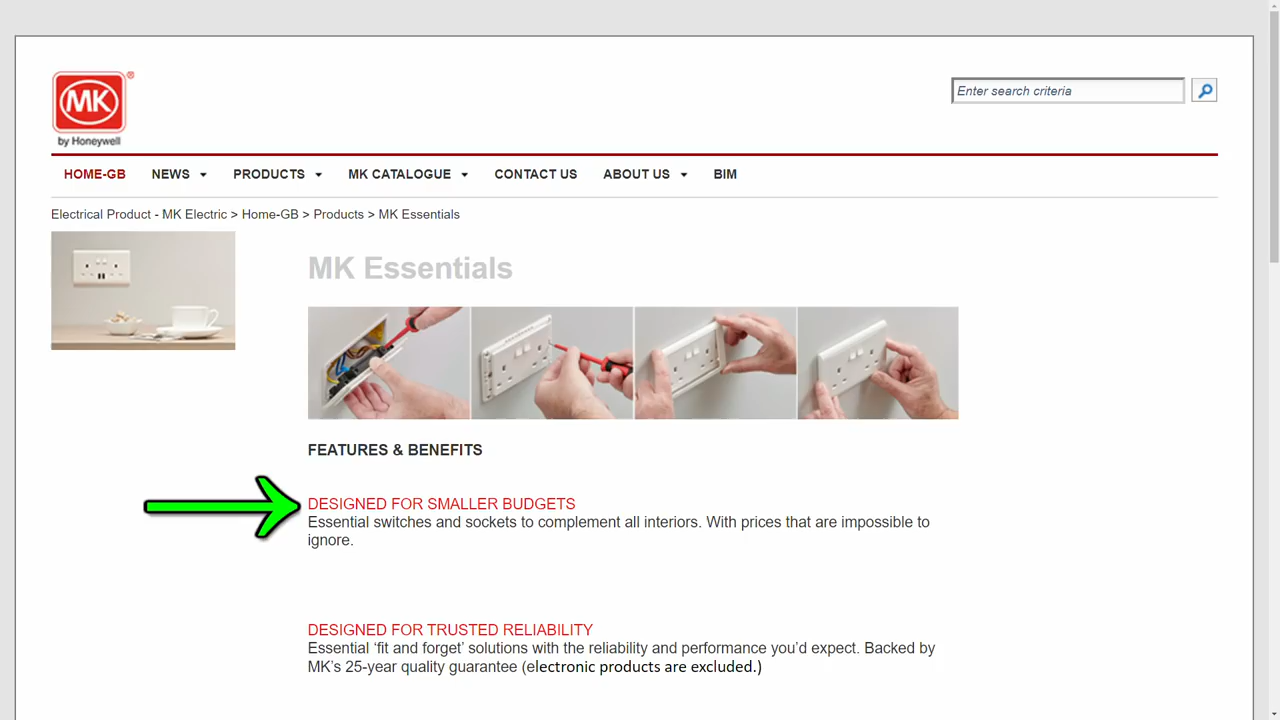 MK®
by Honeywell
Enter search criteria
HOME-GB NEWS PRODUCTS MK CATALOGUE CONTACT US ABOUT US BIM
Electrical Product - MK Electric > Home-GB > Products > MK Essentials
MK Essentials
FEATURES & BENEFITS
DESIGNED FOR SMALLER BUDGETS
Essential switches and sockets to complement all interiors. With prices that are impossible to
ignore.
DESIGNED FOR TRUSTED RELIABILITY
Essential ‘fit and forget’ solutions with the reliability and performance you’d expect. Backed by
MK’s 25-year quality guarantee (electronic products are excluded.)